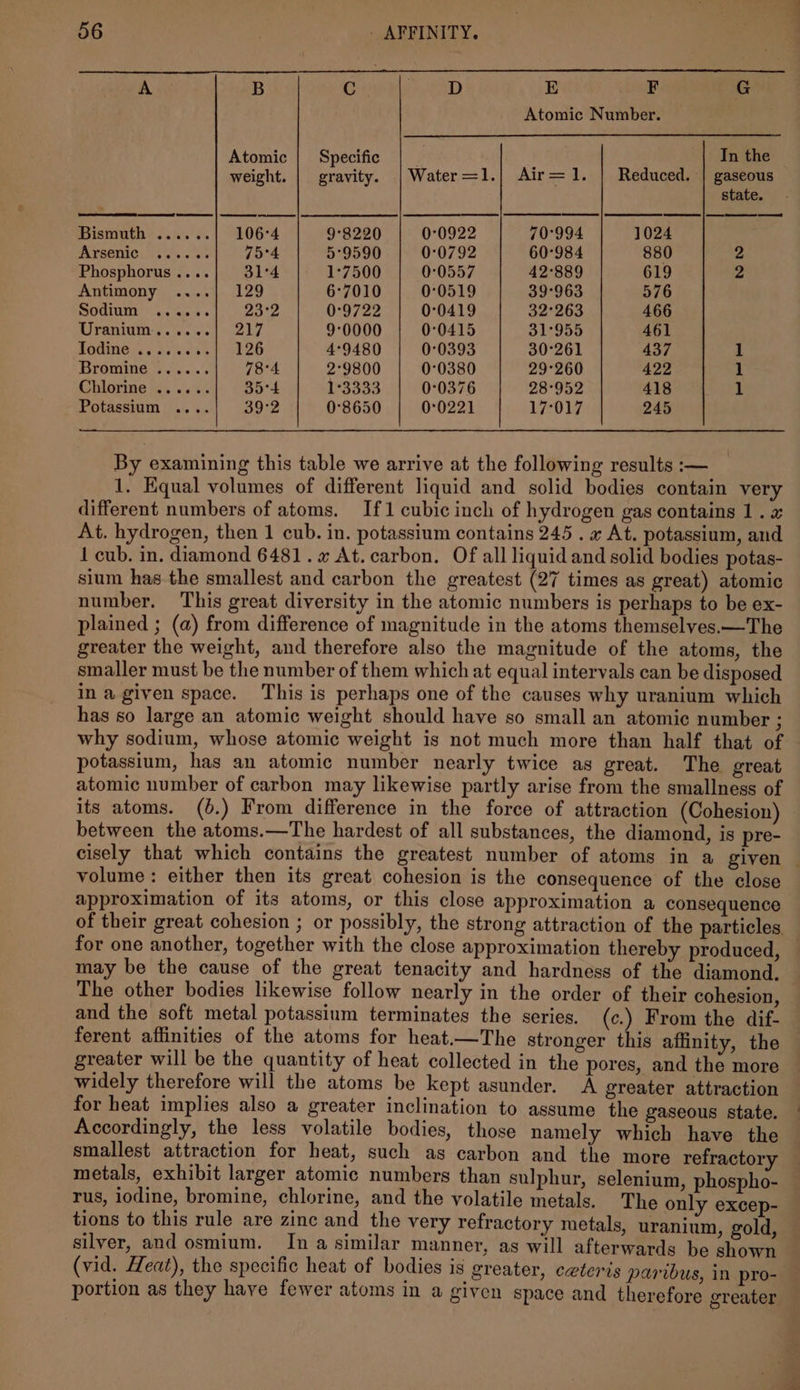 56 AFFINITY.
A B C D E F G
Atomic Number.
Atomic weight. Specific gravity. Water=1. Air=1. Reduced. In the gaseous state.
Bismuth ...... 106·4 9·8220 0·0922 70·994 1024
Arsenic ...... 75·4 5·9590 0·0792 60·984 880 2
Phosphorus .... 31·4 1·7500 0·0557 42·889 619 2
Antimony .... 129 6·7010 0·0519 39·963 576
Sodium ...... 23·2 0·9722 0·0419 32·263 466
Uranium ...... 217 9·0000 0·0415 31·955 461
Iodine ........ 126 4·9480 0·0393 30·261 437 1
Bromine ...... 78·4 2·9800 0·0380 29·260 422 1
Chlorine ...... 35·4 1·3333 0·0376 28·952 418 1
Potassium .... 39·2 0·8650 0·0221 17·017 245
By examining this table we arrive at the following results :—
1. Equal volumes of different liquid and solid bodies contain very
different numbers of atoms. If 1 cubic inch of hydrogen gas contains 1 . x
At. hydrogen, then 1 cub. in. potassium contains 245 . x At. potassium, and
1 cub. in. diamond 6481 . x At. carbon. Of all liquid and solid bodies potas-
sium has the smallest and carbon the greatest (27 times as great) atomic
number. This great diversity in the atomic numbers is perhaps to be ex-
plained ; (a) from difference of magnitude in the atoms themselves.—The
greater the weight, and therefore also the magnitude of the atoms, the
smaller must be the number of them which at equal intervals can be disposed
in a given space. This is perhaps one of the causes why uranium which
has so large an atomic weight should have so small an atomic number ;
why sodium, whose atomic weight is not much more than half that of
potassium, has an atomic number nearly twice as great. The great
atomic number of carbon may likewise partly arise from the smallness of
its atoms. (b.) From difference in the force of attraction (Cohesion)
between the atoms.—The hardest of all substances, the diamond, is pre-
cisely that which contains the greatest number of atoms in a given
volume : either then its great cohesion is the consequence of the close
approximation of its atoms, or this close approximation a consequence
of their great cohesion ; or possibly, the strong attraction of the particles
for one another, together with the close approximation thereby produced,
may be the cause of the great tenacity and hardness of the diamond.
The other bodies likewise follow nearly in the order of their cohesion,
and the soft metal potassium terminates the series. (c.) From the dif-
ferent affinities of the atoms for heat.—The stronger this affinity, the
greater will be the quantity of heat collected in the pores, and the more
widely therefore will the atoms be kept asunder. A greater attraction
for heat implies also a greater inclination to assume the gaseous state.
Accordingly, the less volatile bodies, those namely which have the
smallest attraction for heat, such as carbon and the more refractory
metals, exhibit larger atomic numbers than sulphur, selenium, phospho-
rus, iodine, bromine, chlorine, and the volatile metals. The only excep-
tions to this rule are zinc and the very refractory metals, uranium, gold,
silver, and osmium. In a similar manner, as will afterwards be shown
(vid. Heat), the specific heat of bodies is greater, cæteris paribus, in pro-
portion as they have fewer atoms in a given space and therefore greater